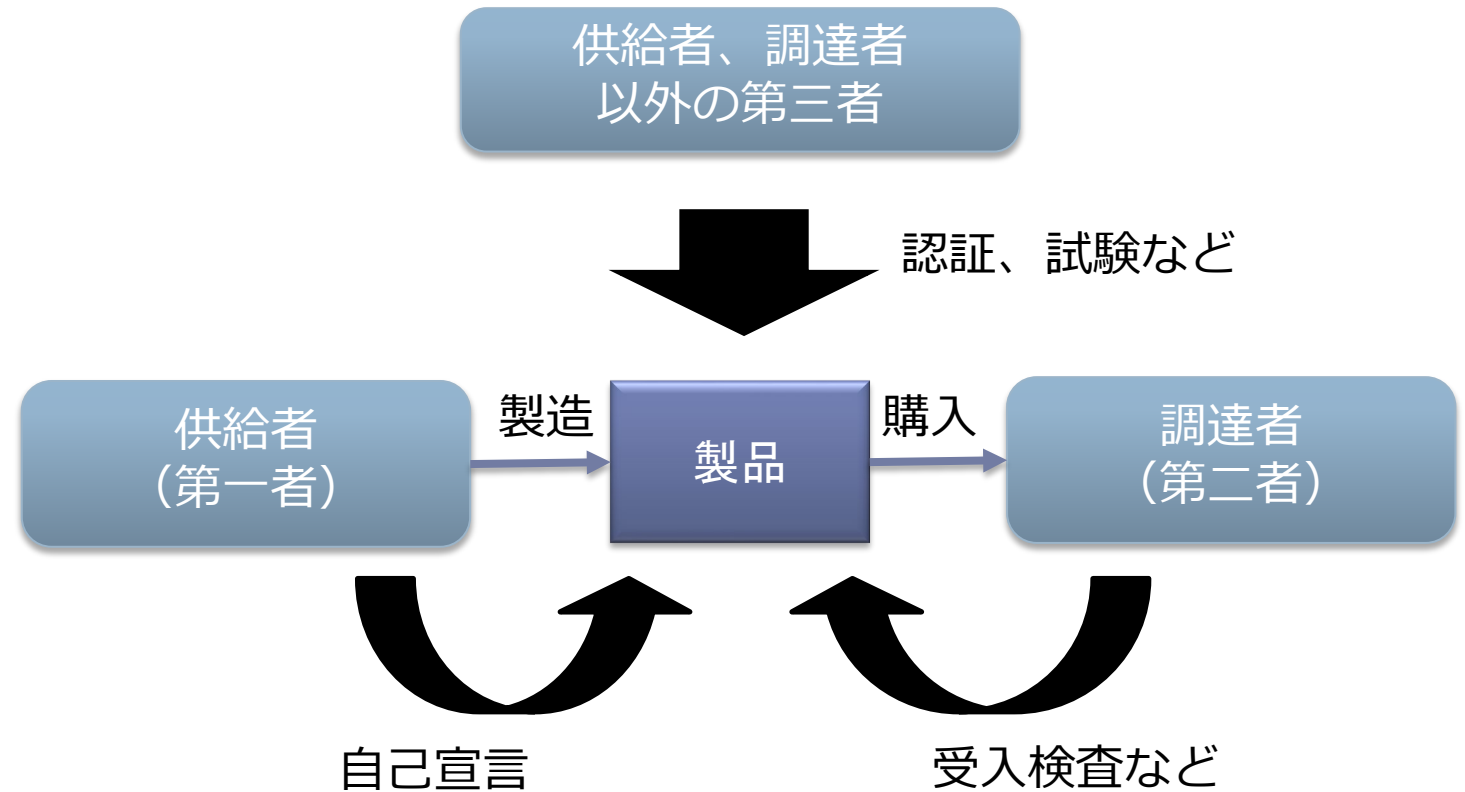 供給者、調達者
以外の第三者
認証、試験など
供給者
（第一者）
製造
製品
購入
調達者
（第二者）
自己宣言
受入検査など